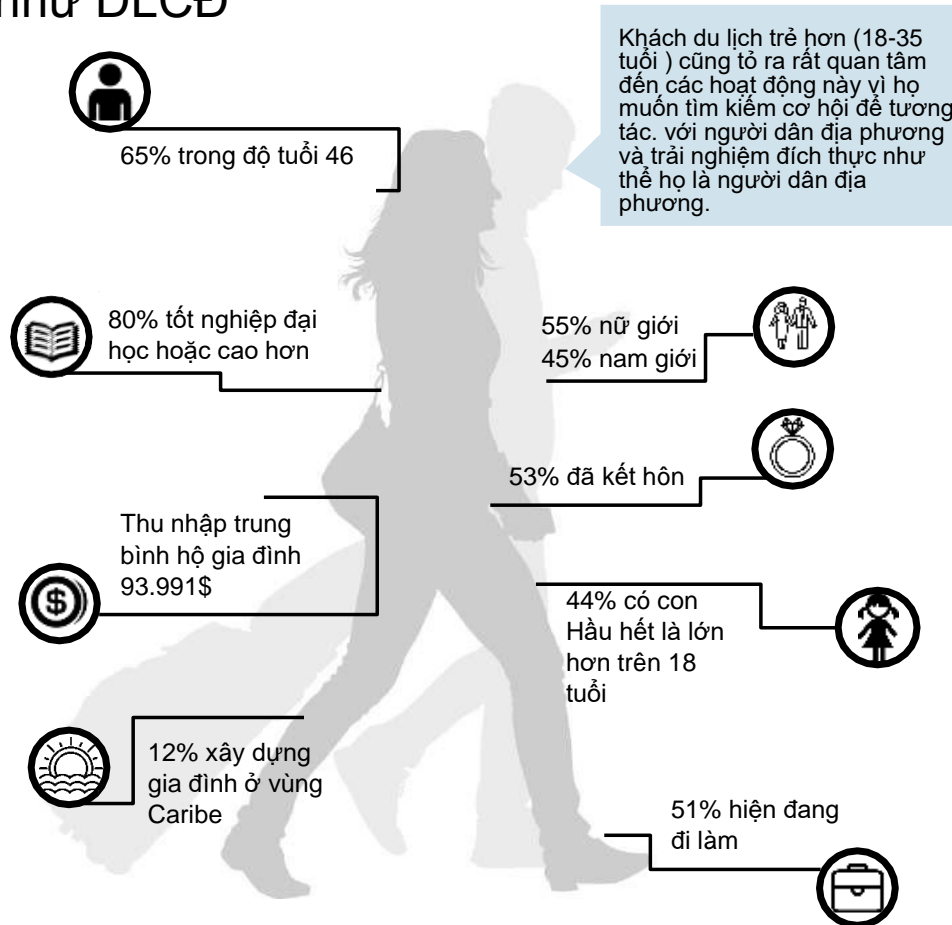 như DLCĐ
Khách du lịch trẻ hơn (18-35
tuổi ) cũng tỏ ra rất quan tâm
đến các hoạt động này vì họ
muốn tìm kiếm cơ hội để tương
tác. với người dân địa phương
và trải nghiệm đích thực như
thể họ là người dân địa
phương.
65% trong độ tuổi 46
80% tốt nghiệp đại
học hoặc cao hơn
55% nữ giới
45% nam giới
53% đã kết hôn
Thu nhập trung
bình hộ gia đình
93.991$
44% có con
Hầu hết là lớn
hơn trên 18
tuổi
12% xây dựng
gia đình ở vùng
Caribe
51% hiện đang
đi làm
$